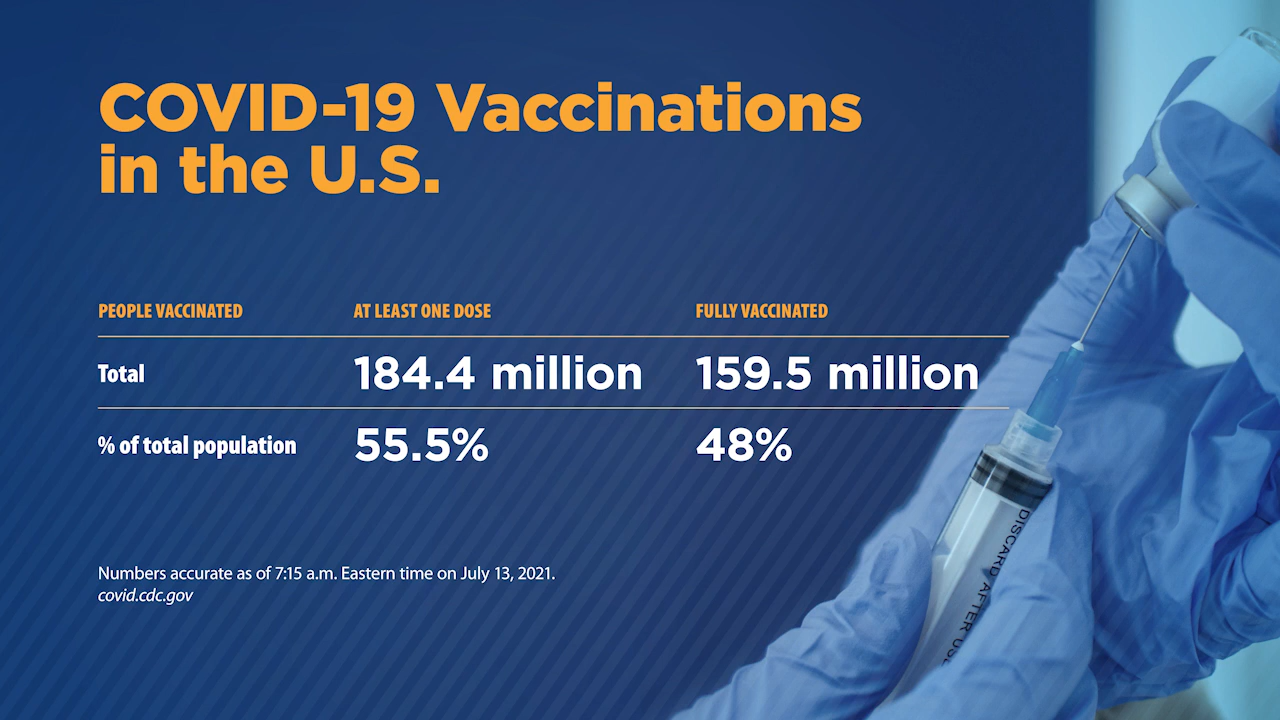 COVID-19 Vaccinations
in the U.S.
PEOPLE VACCINATED AT LEAST ONE DOSE FULLY VACCINATED
Total 184.4 million 159.5 million
% of total population 55.5% 48%
Numbers accurate as of 7:15 a.m. Eastern time on July 13, 2021.
covid.cdc.gov
DISCARD AFTER